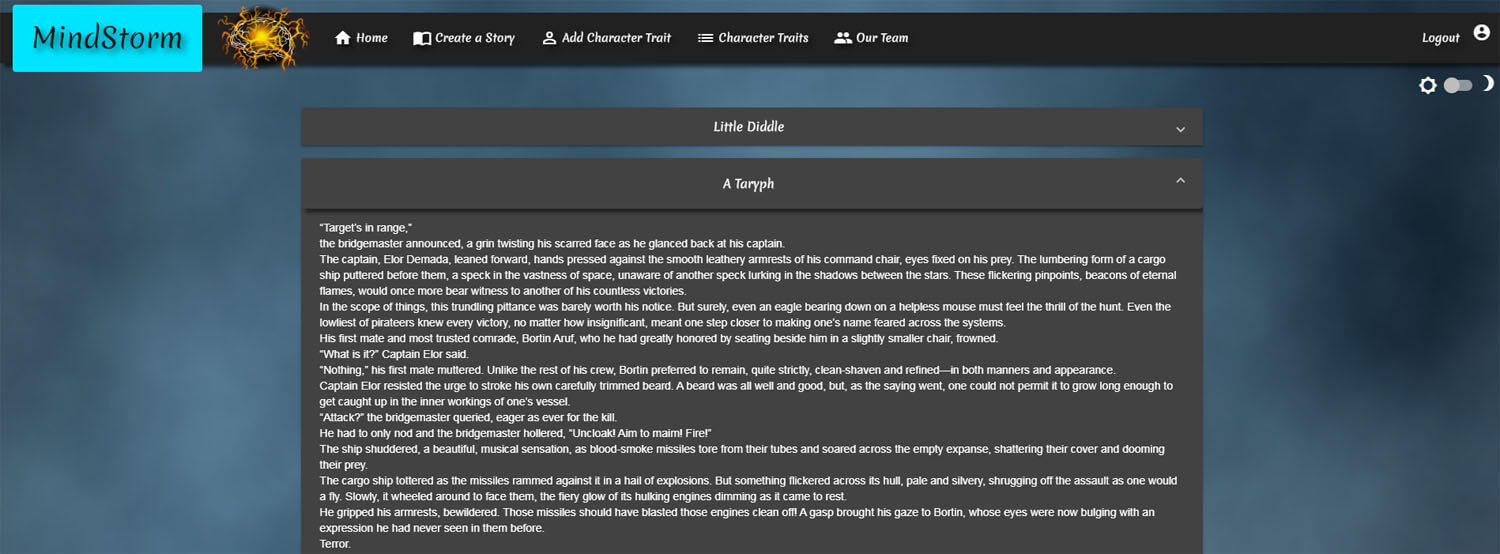 MindStorm
Home
Create a Story
Add Character Trait
Character Traits
Our Team
Logout
Little Diddle
A Taryph
“Target’s in range,”
the bridgemaster announced, a grin twisting his scarred face as he glanced back at his captain.
The captain, Elor Demada, leaned forward, hands pressed against the smooth leathery armrests of his command chair, eyes fixed on his prey. The lumbering form of a cargo
ship puttered before them, a speck in the vastness of space, unaware of another speck lurking in the shadows between the stars. These flickering pinpoints, beacons of eternal
flames, would once more bear witness to another of his countless victories.
In the scope of things, this trundling pittance was barely worth his notice. But surely, even an eagle bearing down on a helpless mouse must feel the thrill of the hunt. Even the
lowliest of pirateers knew every victory, no matter how insignificant, meant one step closer to making one’s name feared across the systems.
His first mate and most trusted comrade, Bortin Aruf, who he had greatly honored by seating beside him in a slightly smaller chair, frowned.
“What is it?” Captain Elor said.
“Nothing,” his first mate muttered. Unlike the rest of his crew, Bortin preferred to remain, quite strictly, clean-shaven and refined—in both manners and appearance.
Captain Elor resisted the urge to stroke his own carefully trimmed beard. A beard was all well and good, but, as the saying went, one could not permit it to grow long enough to
get caught up in the inner workings of one’s vessel.
“Attack?” the bridgemaster queried, eager as ever for the kill.
He had to only nod and the bridgemaster hollered, “Uncloak! Aim to maim! Fire!”
The ship shuddered, a beautiful, musical sensation, as blood-smoke missiles tore from their tubes and soared across the empty expanse, shattering their cover and dooming
their prey.
The cargo ship tottered as the missiles rammed against it in a hail of explosions. But something flickered across its hull, pale and silvery, shrugging off the assault as one would
a fly. Slowly, it wheeled around to face them, the fiery glow of its hulking engines dimming as it came to rest.
He gripped his armrests, bewildered. Those missiles should have blasted those engines clean off! A gasp brought his gaze to Bortin, whose eyes were now bulging with an
expression he had never seen in them before.
Terror.